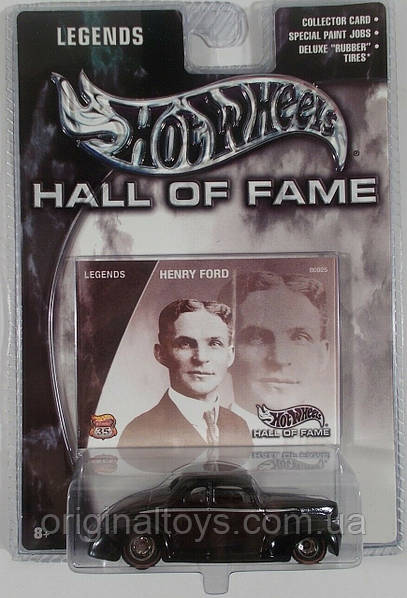 LEGENDS
COLLECTOR CARD •
SPECIAL PAINT JOBS •
DELUXE "RUBBER" •
TIRES*
HOT WHEELS ®
HALL OF FAME
LEGENDS
HENRY FORD
35
HOT WHEELS
HALL OF FAME
8+
originaltoys.com.ua